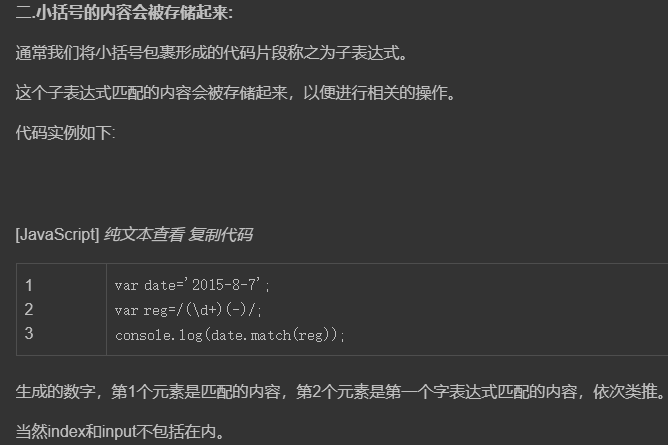 二.小括号的内容会被存储起来:
通常我们将小括号包裹形成的代码片段称之为子表达式。
这个子表达式匹配的内容会被存储起来，以便进行相关的操作。
代码实例如下:
[JavaScript] 纯文本查看 复制代码
1 var date='2015-8-7';
2 var reg=/(\d+)(-)/;
3 console.log(date.match(reg));
生成的数字，第1个元素是匹配的内容，第2个元素是第一个字表达式匹配的内容，依次类推。
当然index和input不包括在内。